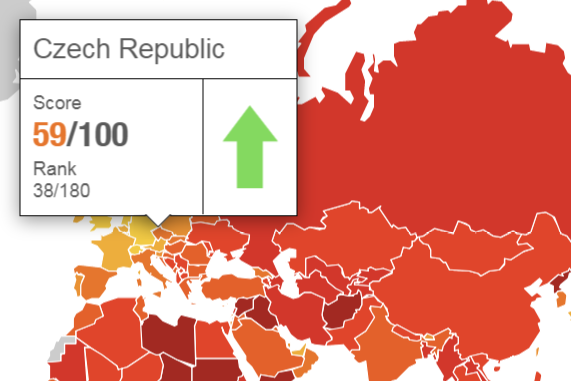 Czech Republic
Score
59/100
Rank
38/180